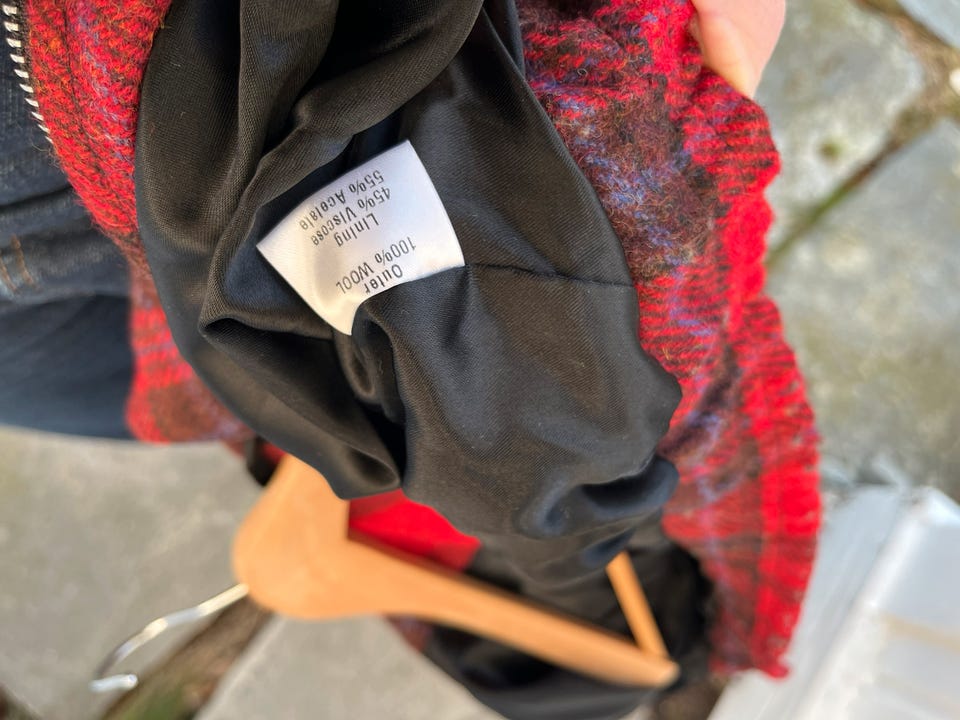 Outer
100% WOOL
Lining
45% Viscose
55% Acetate